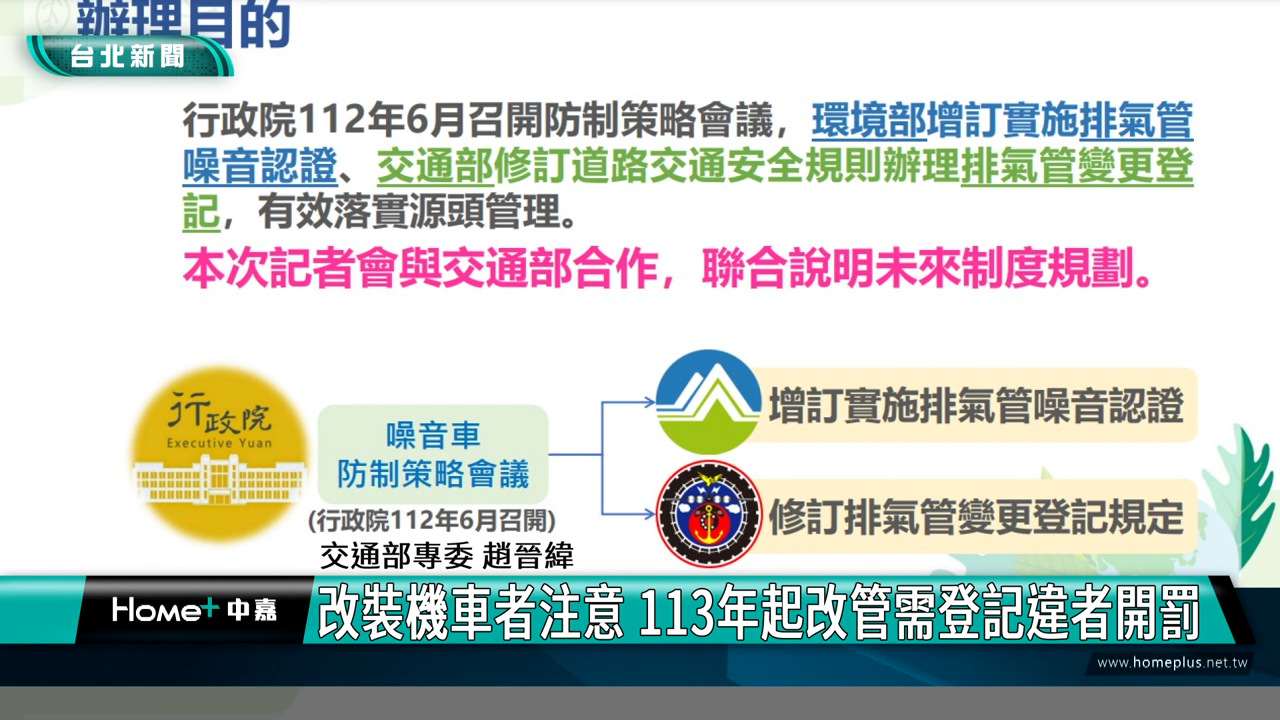 辦理目的
台北新聞
行政院112年6月召開防制策略會議，環境部增訂實施排氣管
噪音認證、交通部修訂道路交通安全規則辦理排氣管變更登
記，有效落實源頭管理。
本次記者會與交通部合作，聯合說明未來制度規劃。
行政院
Executive Yuan
噪音車
防制策略會議
(行政院112年6月召開)
增訂實施排氣管噪音認證
修訂排氣管變更登記規定
交通部專委 趙晉緯
Home+中嘉
改裝機車者注意 113年起改管需登記違者開罰
www.homeplus.net.tw